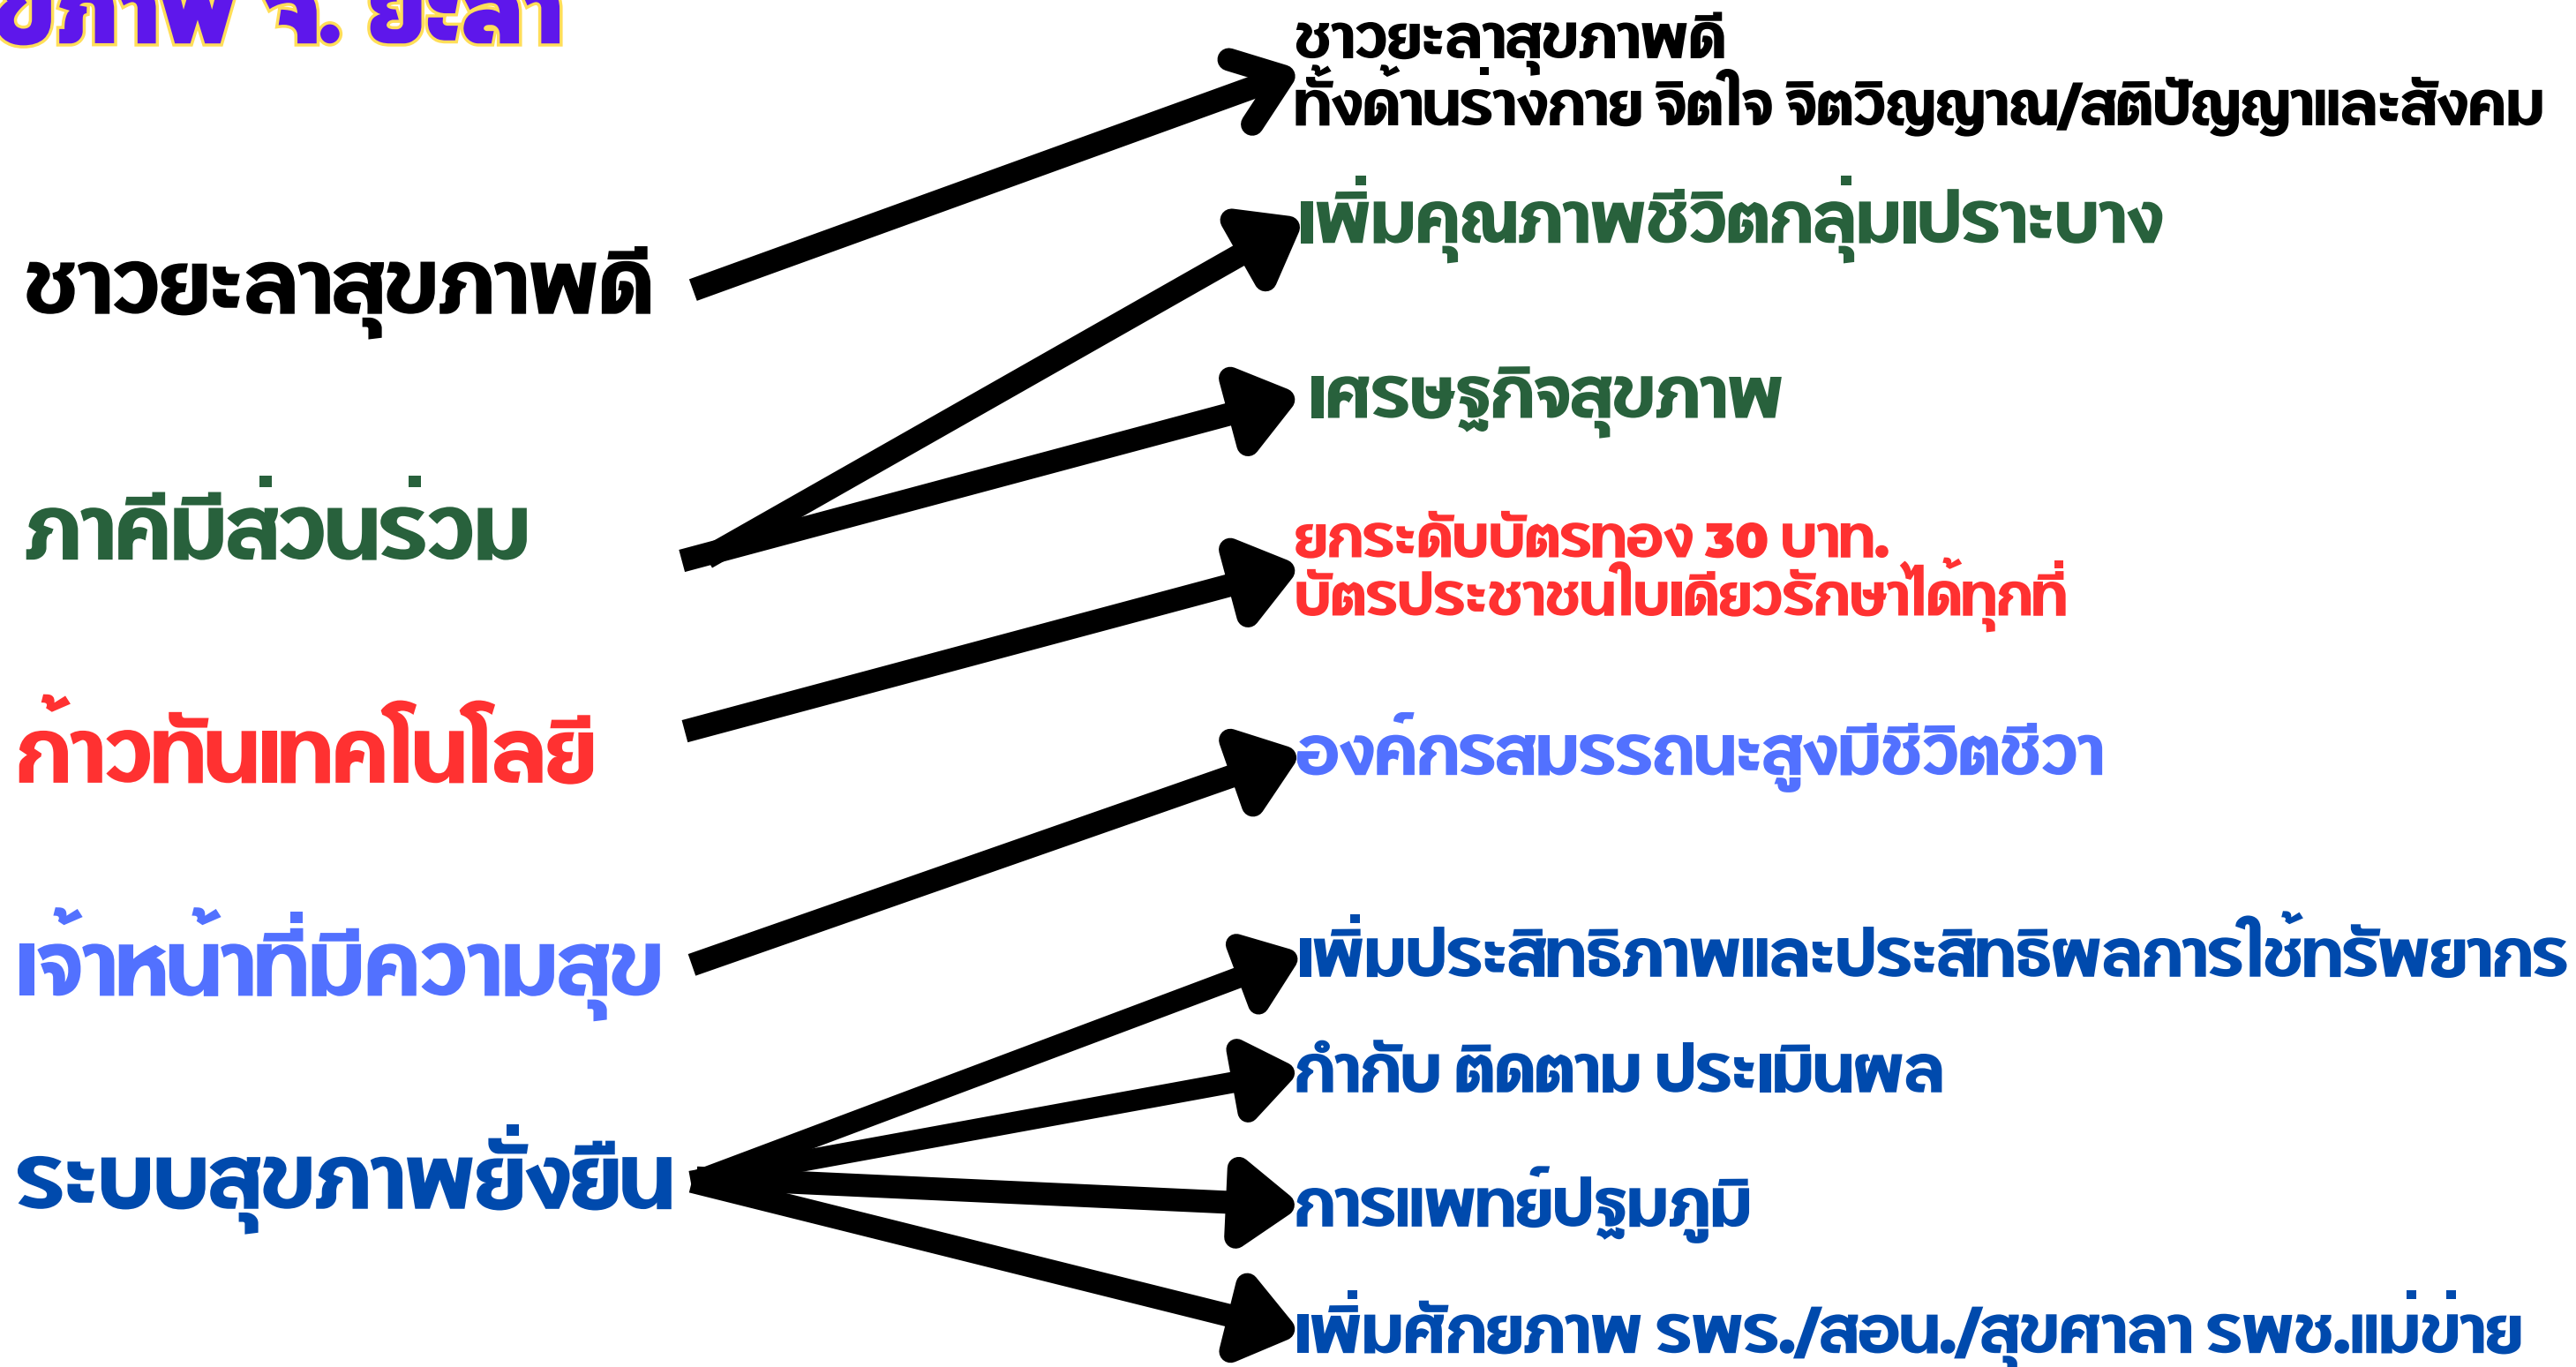 ขภาพ จ. ยะลา
ชาวยะลาสุขภาพดี
ภาคีมีส่วนร่วม
ก้าวทันเทคโนโลยี
เจ้าหน้าที่มีความสุข
ระบบสุขภาพยั่งยืน
ชาวยะลาสุขภาพดี
ทั้งด้านร่างกาย จิตใจ จิตวิญญาณ/สติปัญญาและสังคม
เพิ่มคุณภาพชีวิตกลุ่มเปราะบาง
เศรษฐกิจสุขภาพ
ยกระดับบัตรทอง 30 บาท.
บัตรประชาชนใบเดียวรักษาได้ทุกที่
องค์กรสมรรถนะสูงมีชีวิตชีวา
เพิ่มประสิทธิภาพและประสิทธิผลการใช้ทรัพยากร
กำกับ ติดตาม ประเมินผล
การแพทย์ปฐมภูมิ
เพิ่มศักยภาพ รพร./สอน./สุขศาลา รพช.แม่ข่าย